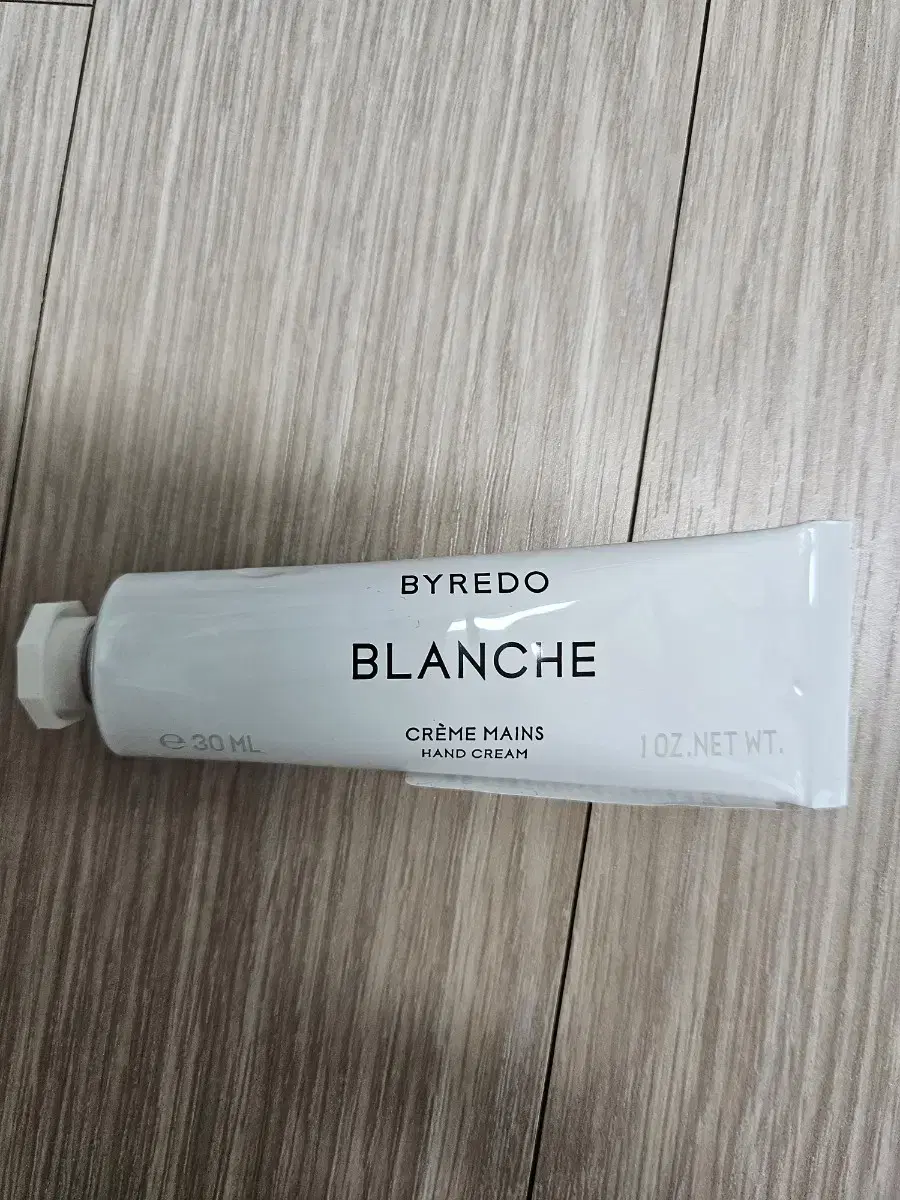 BYREDO
BLANCHE
CRÈME MAINS
HAND CREAM
℮ 30 ML
1 OZ.NET WT.